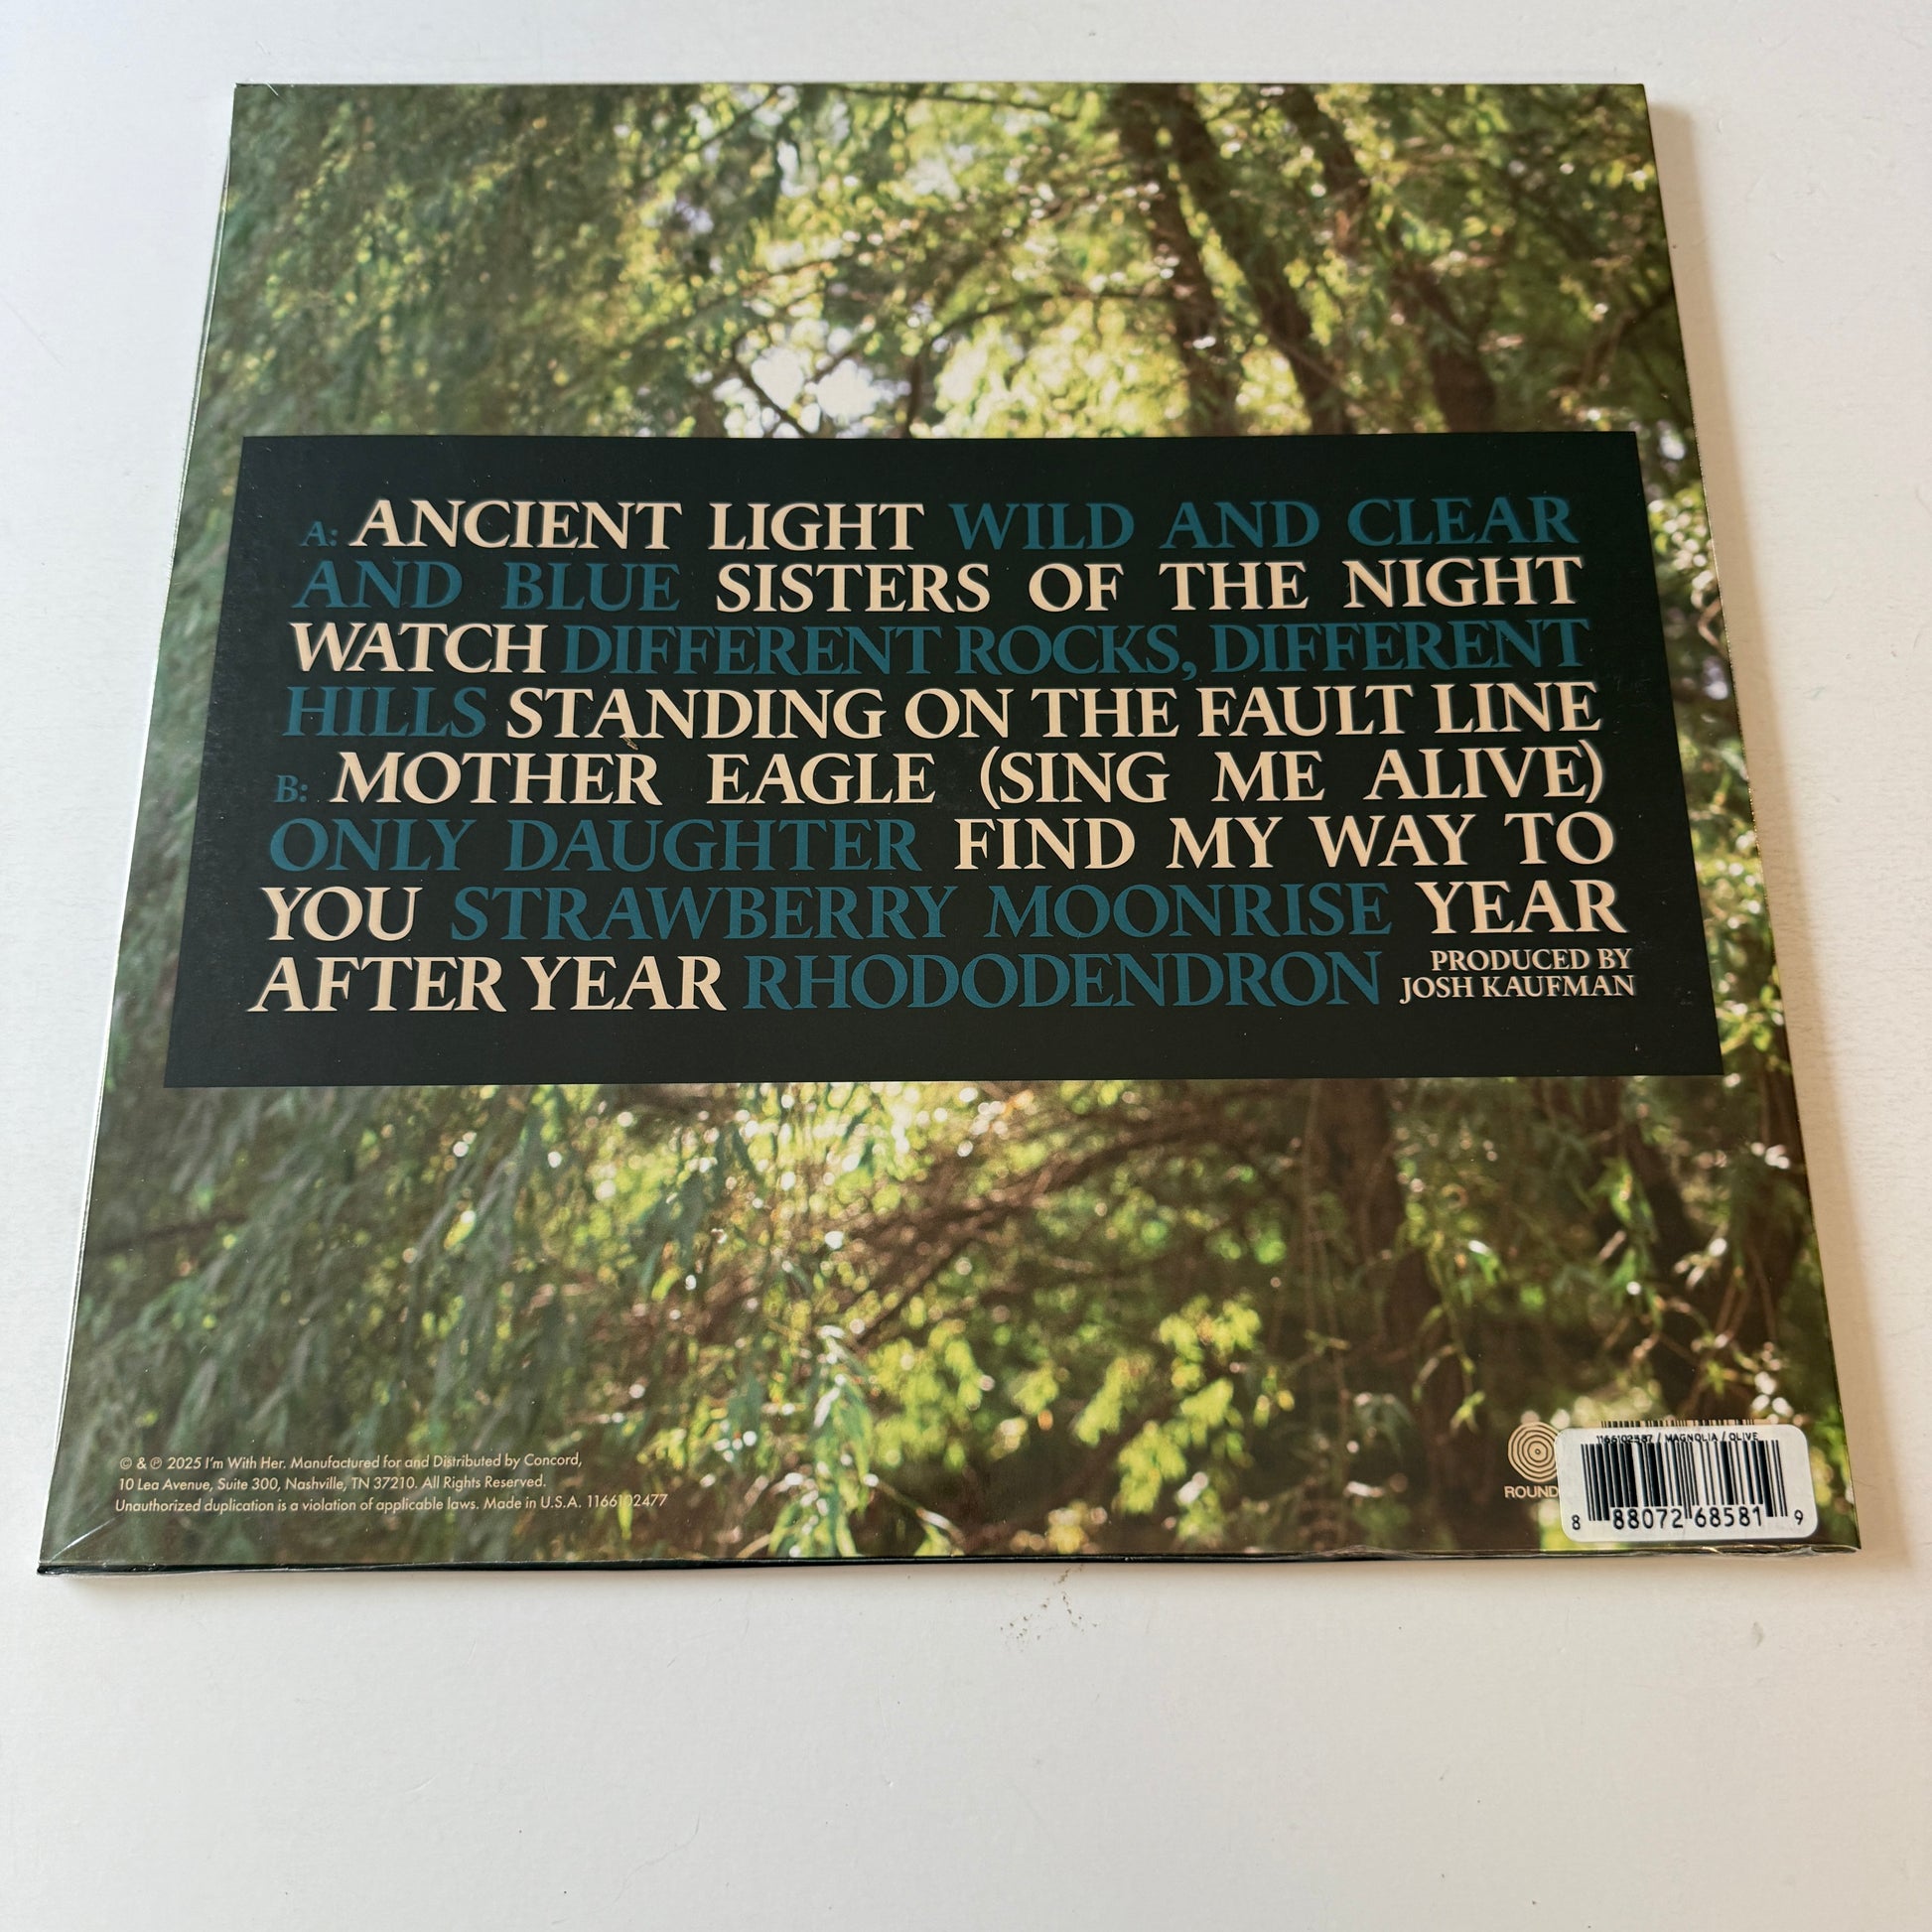 A: ANCIENT LIGHT WILD AND CLEAR
AND BLUE SISTERS OF THE NIGHT
WATCH DIFFERENT ROCKS, DIFFERENT
HILLS STANDING ON THE FAULT LINE
B: MOTHER EAGLE (SING ME ALIVE)
ONLY DAUGHTER FIND MY WAY TO
YOU STRAWBERRY MOONRISE YEAR
AFTER YEAR RHODODENDRON
PRODUCED BY
JOSH KAUFMAN
© & ℗ 2025 I'm With Her. Manufactured for and Distributed by Concord,
10 Lea Avenue, Suite 300, Nashville, TN 37210. All Rights Reserved.
Unauthorized duplication is a violation of applicable laws. Made in U.S.A. 1166102477
ROUND
1166102487 / MAGNOLIA / OLIVE
8 88072 68581 9